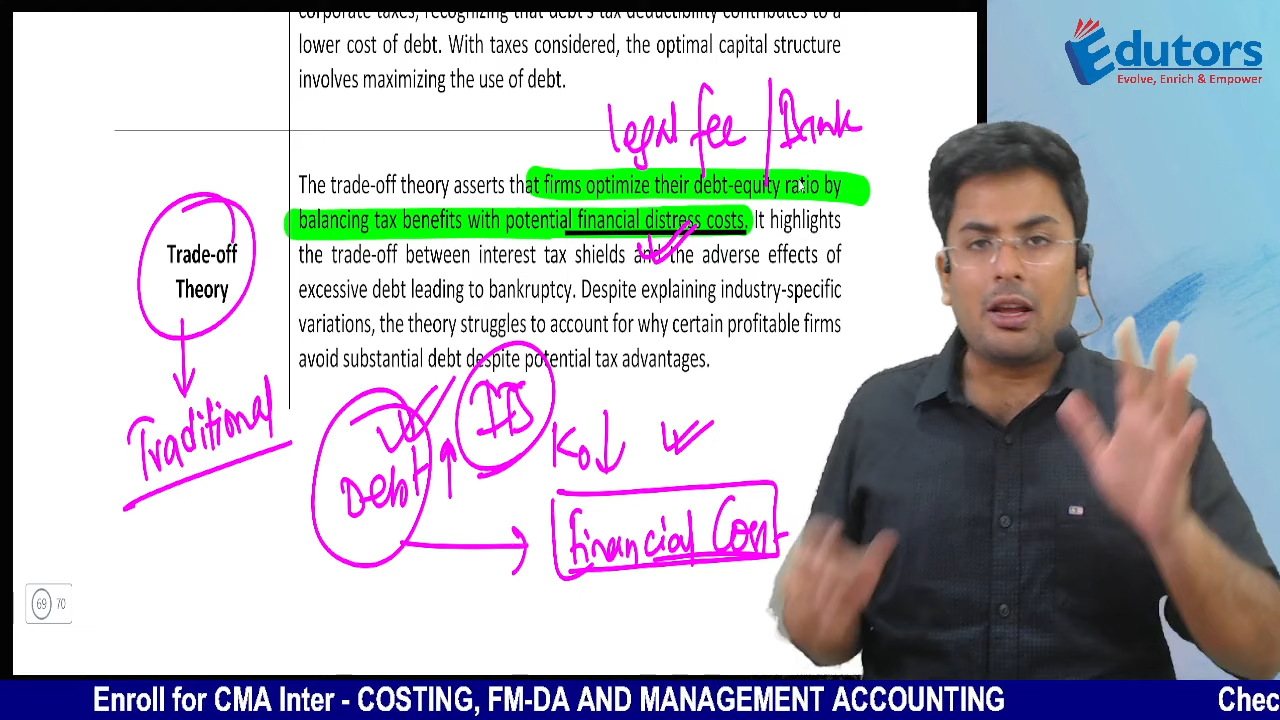 corporate taxes, recognizing that debt's tax deductibility contributes to a
lower cost of debt. With taxes considered, the optimal capital structure
involves maximizing the use of debt.
Edutors
Evolve, Enrich & Empower
legal fee / Bank
The trade-off theory asserts that firms optimize their debt-equity ratio by
balancing tax benefits with potential financial distress costs. It highlights
the trade-off between interest tax shields and the adverse effects of
excessive debt leading to bankruptcy. Despite explaining industry-specific
variations, the theory struggles to account for why certain profitable firms
avoid substantial debt despite potential tax advantages.
Trade-off
Theory
Traditional
Debt ↑ ITS Ko ↓
Financial Cost
69 70
Enroll for CMA Inter - COSTING, FM-DA AND MANAGEMENT ACCOUNTING
Chec